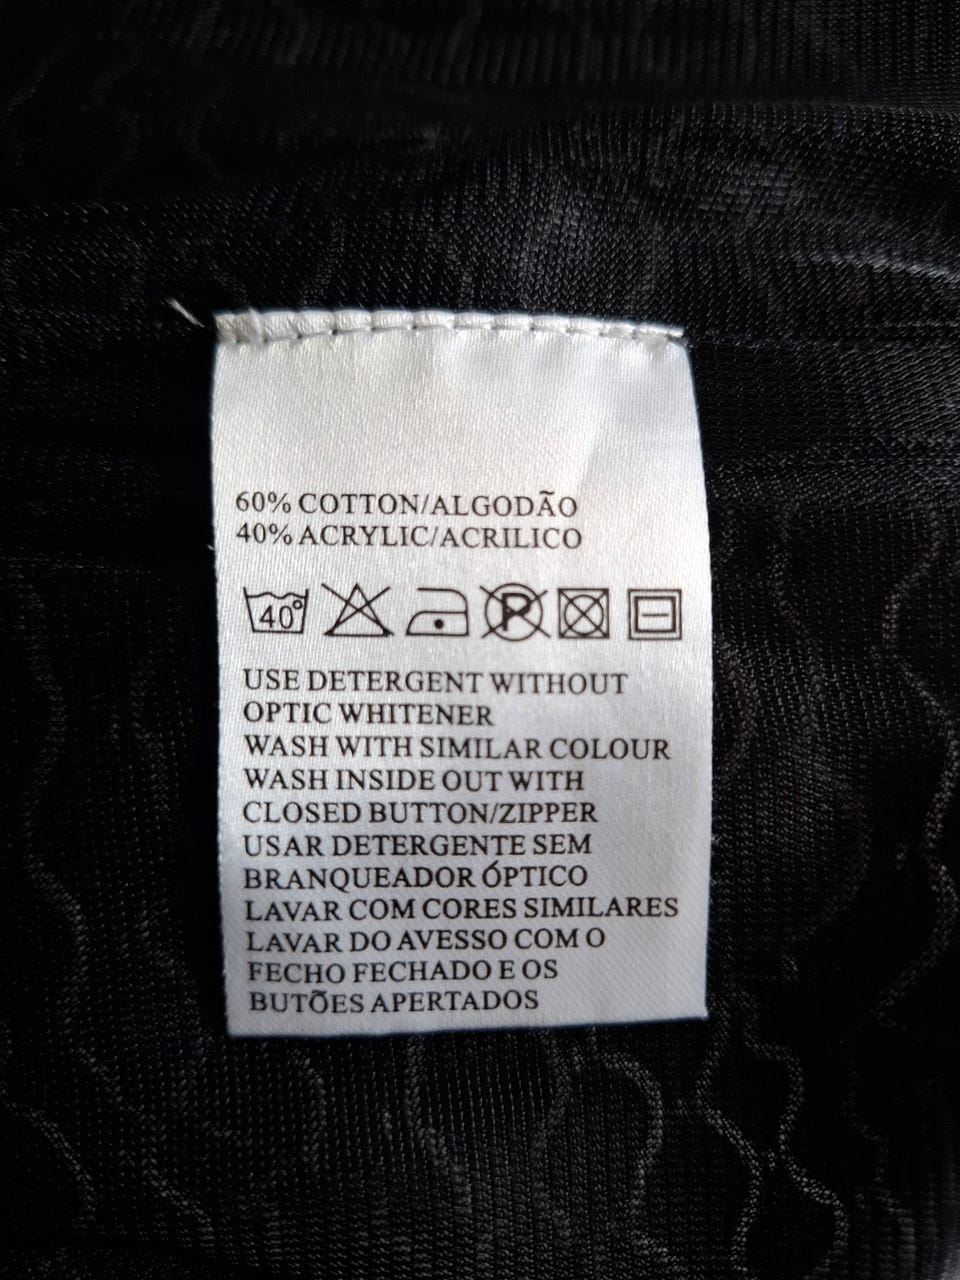 60% COTTON/ALGODÃO
40% ACRYLIC/ACRILICO
40° P
USE DETERGENT WITHOUT
OPTIC WHITENER
WASH WITH SIMILAR COLOUR
WASH INSIDE OUT WITH
CLOSED BUTTON/ZIPPER
USAR DETERGENTE SEM
BRANQUEADOR ÓPTICO
LAVAR COM CORES SIMILARES
LAVAR DO AVESSO COM O
FECHO FECHADO E OS
BUTÕES APERTADOS